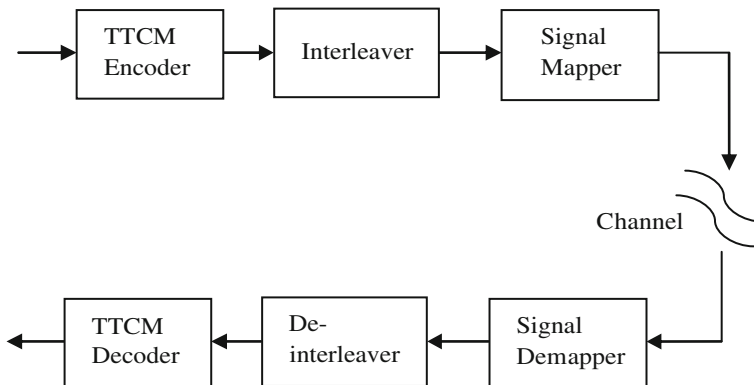 TTCM
Encoder
Interleaver
Signal
Mapper
Channel
TTCM
Decoder
De-
interleaver
Signal
Demapper